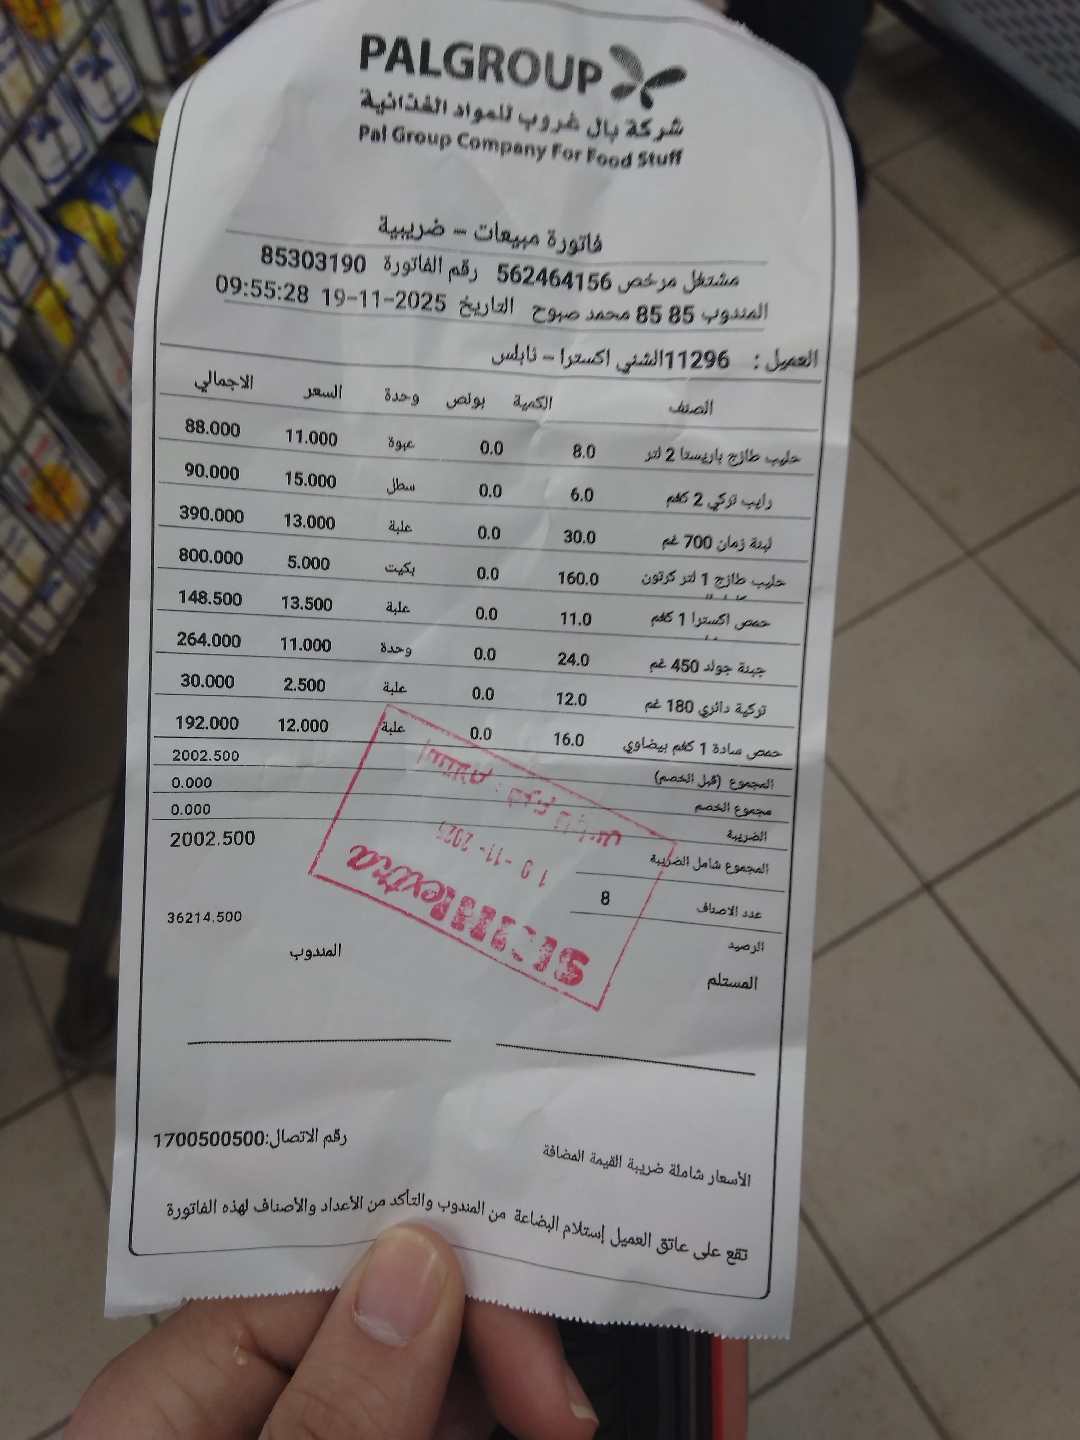 PALGROUP
شركة بال غروب للمواد الغذائية
Pal Group Company For Food Stuff
فاتورة مبيعات - ضريبية
مشتغل مرخص 562464156 رقم الفاتورة 85303190
المندوب 85 85 محمد صبوح التاريخ 19-11-2025 09:55:28
العميل : 11296الشني اكسترا - نابلس
الصنف الكمية بونص وحدة السعر الاجمالي
حليب طازج باريستا 2 لتر 8.0 0.0 عبوة 11.000 88.000
رايب تركي 2 كغم 6.0 0.0 سطل 15.000 90.000
لبنة زمان 700 غم 30.0 0.0 علبة 13.000 390.000
حليب طازج 1 لتر كرتون 160.0 0.0 بكيت 5.000 800.000
حمص اكسترا 1 كغم 11.0 0.0 علبة 13.500 148.500
جبنة جولد 450 غم 24.0 0.0 وحدة 11.000 264.000
تركية دائري 180 غم 12.0 0.0 علبة 2.500 30.000
حمص سادة 1 كغم بيضاوي 16.0 0.0 علبة 12.000 192.000
المجموع (قبل الخصم) 2002.500
مجموع الخصم 0.000
الضريبة 0.000
المجموع شامل الضريبة 2002.500
عدد الاصناف 8
الرصيد 36214.500
المستلم المندوب
استلام : فرع نابلس
19-11-2025
extra
رقم الاتصال:1700500500
الأسعار شاملة ضريبة القيمة المضافة
تقع على عاتق العميل إستلام البضاعة من المندوب والتأكد من الأعداد والأصناف لهذه الفاتورة